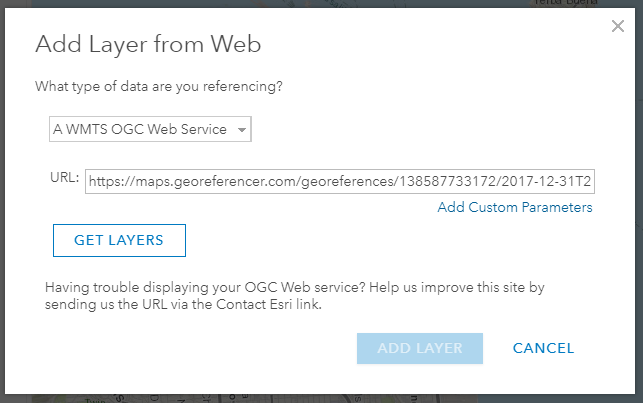 Yerba Buena
Add Layer from Web
What type of data are you referencing?
A WMTS OGC Web Service
URL: https://maps.georeferencer.com/georeferences/138587733172/2017-12-31T2
Add Custom Parameters
GET LAYERS
Having trouble displaying your OGC Web service? Help us improve this site by
sending us the URL via the Contact Esri link.
ADD LAYER CANCEL